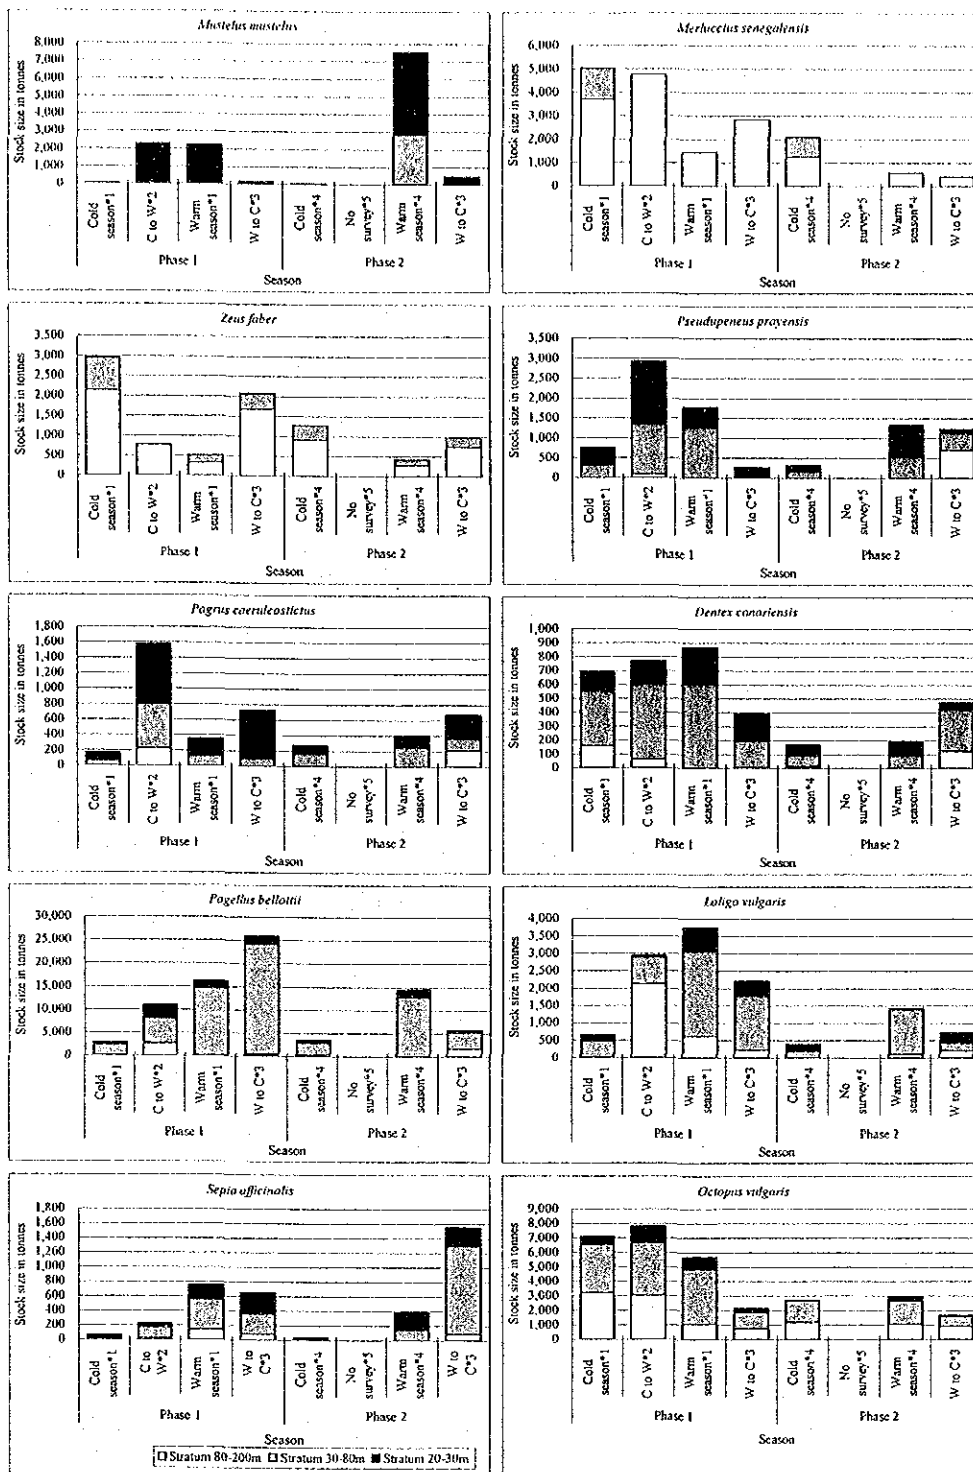 Mustelus mustelus
Stock size in tonnes
8,000
7,000
6,000
5,000
4,000
3,000
2,000
1,000
0
Cold season*1
C to W*2
Warm season*1
W to C*3
Cold season*4
No survey*5
Warm season*4
W to C*3
Phase 1
Phase 2
Season
Merluccius senegalensis
Stock size in tonnes
6,000
5,000
4,000
3,000
2,000
1,000
0
Cold season*1
C to W*2
Warm season*1
W to C*3
Cold season*4
No survey*5
Warm season*4
W to C*3
Phase 1
Phase 2
Season
Zeus faber
Stock size in tonnes
3,500
3,000
2,500
2,000
1,500
1,000
500
0
Cold season*1
C to W*2
Warm season*1
W to C*3
Cold season*4
No survey*5
Warm season*4
W to C*3
Phase 1
Phase 2
Season
Pseudupeneus prayensis
Stock size in tonnes
3,500
3,000
2,500
2,000
1,500
1,000
500
0
Cold season*1
C to W*2
Warm season*1
W to C*3
Cold season*4
No survey*5
Warm season*4
W to C*3
Phase 1
Phase 2
Season
Pagrus caeruleostictus
Stock size in tonnes
1,800
1,600
1,400
1,200
1,000
800
600
400
200
0
Cold season*1
C to W*2
Warm season*1
W to C*3
Cold season*4
No survey*5
Warm season*4
W to C*3
Phase 1
Phase 2
Season
Dentex canariensis
Stock size in tonnes
1,000
900
800
700
600
500
400
300
200
100
0
Cold season*1
C to W*2
Warm season*1
W to C*3
Cold season*4
No survey*5
Warm season*4
W to C*3
Phase 1
Phase 2
Season
Pagellus bellottii
Stock size in tonnes
30,000
25,000
20,000
15,000
10,000
5,000
0
Cold season*1
C to W*2
Warm season*1
W to C*3
Cold season*4
No survey*5
Warm season*4
W to C*3
Phase 1
Phase 2
Season
Loligo vulgaris
Stock size in tonnes
4,000
3,500
3,000
2,500
2,000
1,500
1,000
500
0
Cold season*1
C to W*2
Warm season*1
W to C*3
Cold season*4
No survey*5
Warm season*4
W to C*3
Phase 1
Phase 2
Season
Sepia officinalis
Stock size in tonnes
1,800
1,600
1,400
1,200
1,000
800
600
400
200
0
Cold season*1
C to W*2
Warm season*1
W to C*3
Cold season*4
No survey*5
Warm season*4
W to C*3
Phase 1
Phase 2
Season
Stratum 80-200m Stratum 30-80m Stratum 20-30m
Octopus vulgaris
Stock size in tonnes
9,000
8,000
7,000
6,000
5,000
4,000
3,000
2,000
1,000
0
Cold season*1
C to W*2
Warm season*1
W to C*3
Cold season*4
No survey*5
Warm season*4
W to C*3
Phase 1
Phase 2
Season